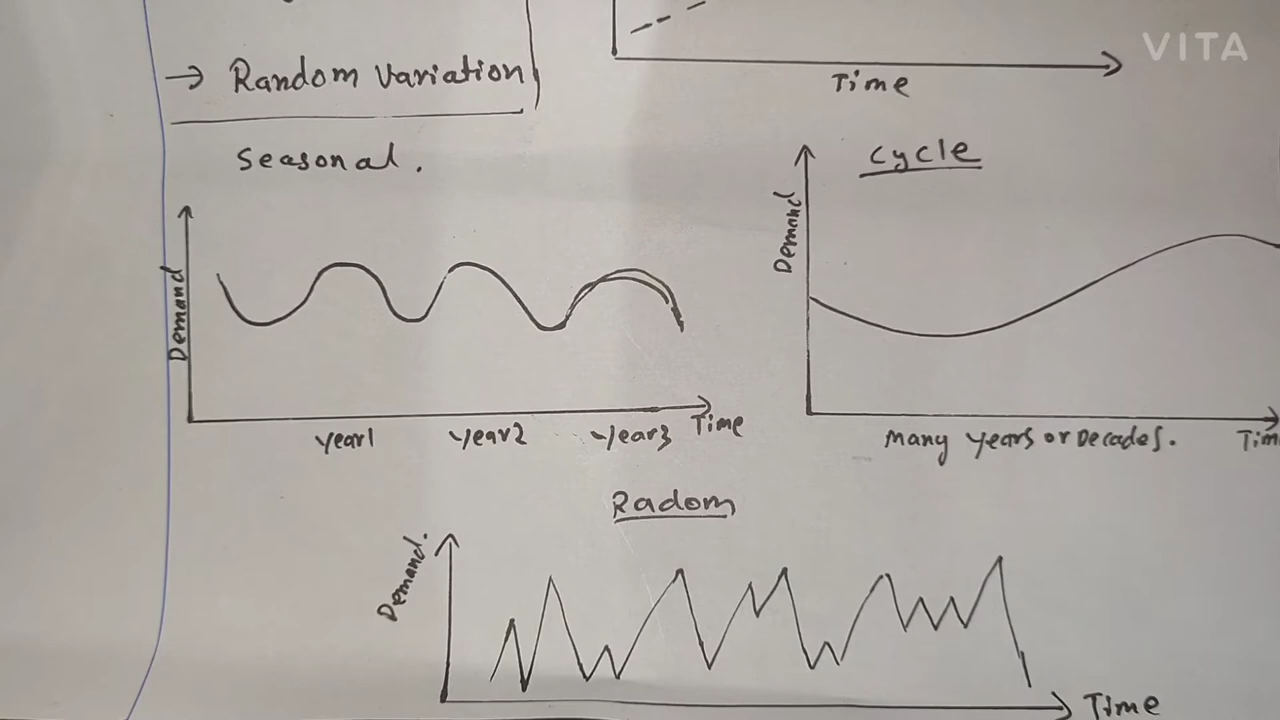 VITA
→ Random Variation
Time
Seasonal.
Cycle
Demand
Demand
Year1 Year2 Year3 Time
Many years or Decades. Tim
Radom
Demand.
Time